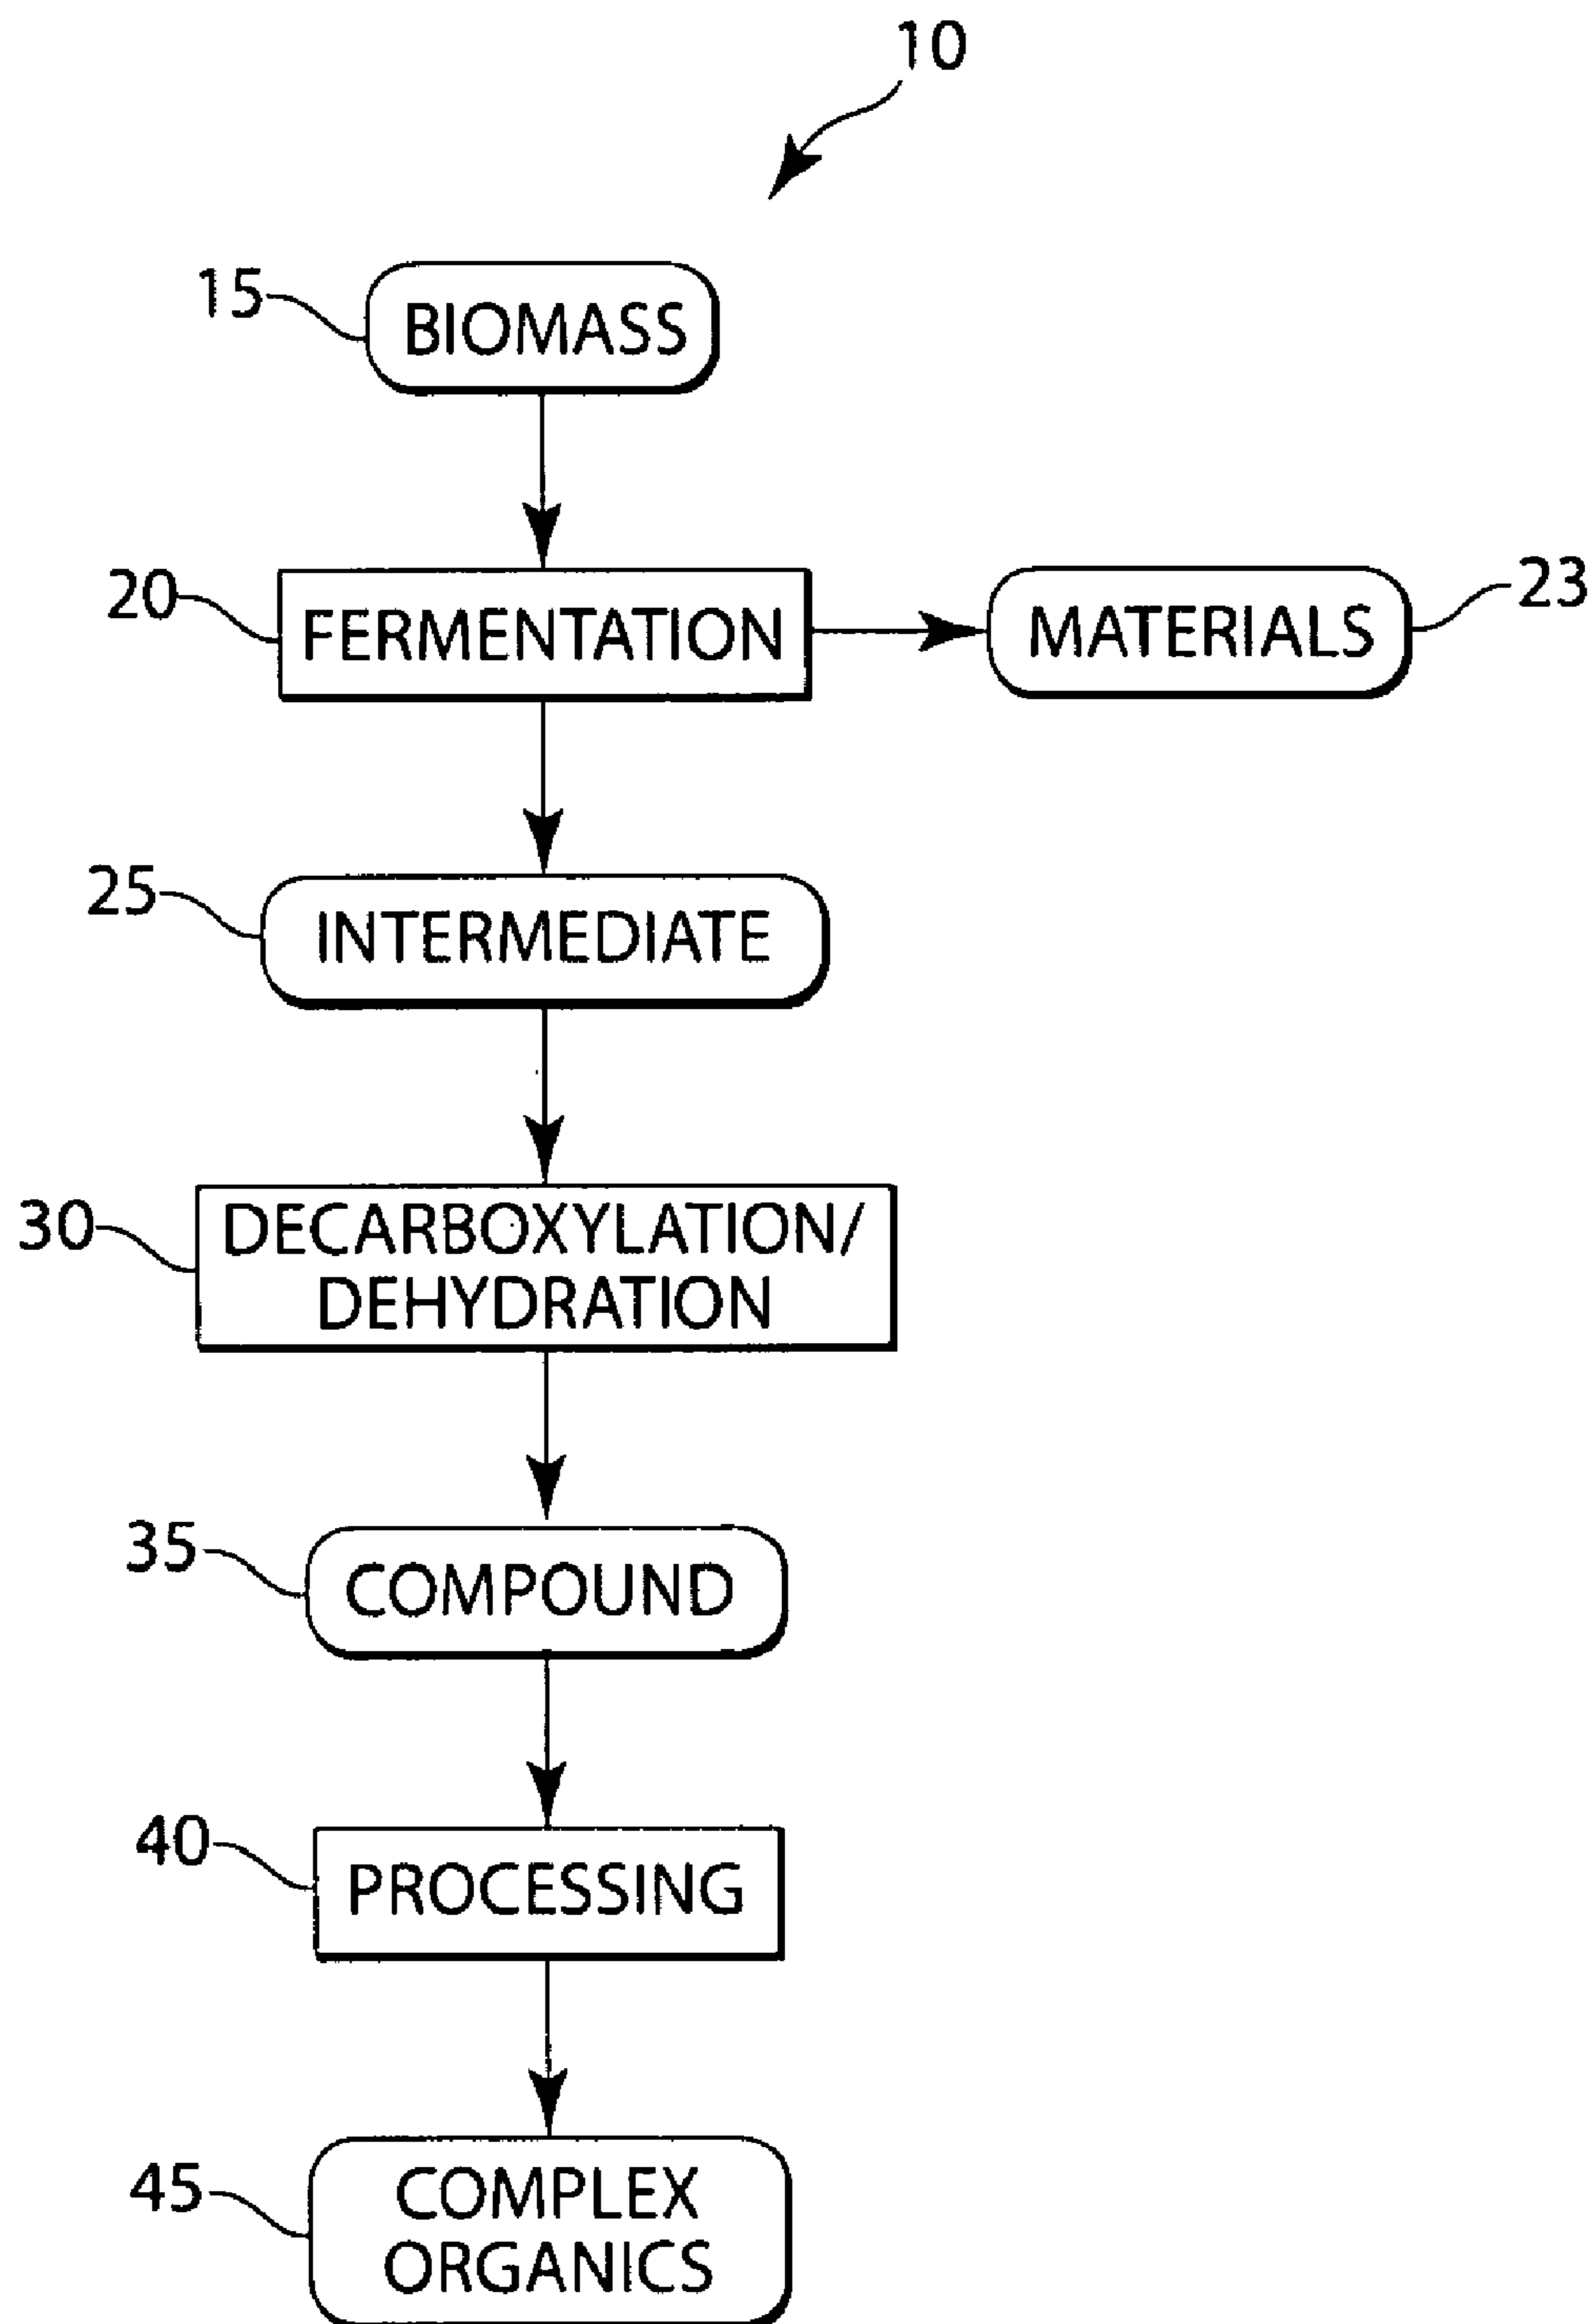 10
15
BIOMASS
20
FERMENTATION
MATERIALS
23
25
INTERMEDIATE
30
DECARBOXYLATION/
DEHYDRATION
35
COMPOUND
40
PROCESSING
45
COMPLEX
ORGANICS